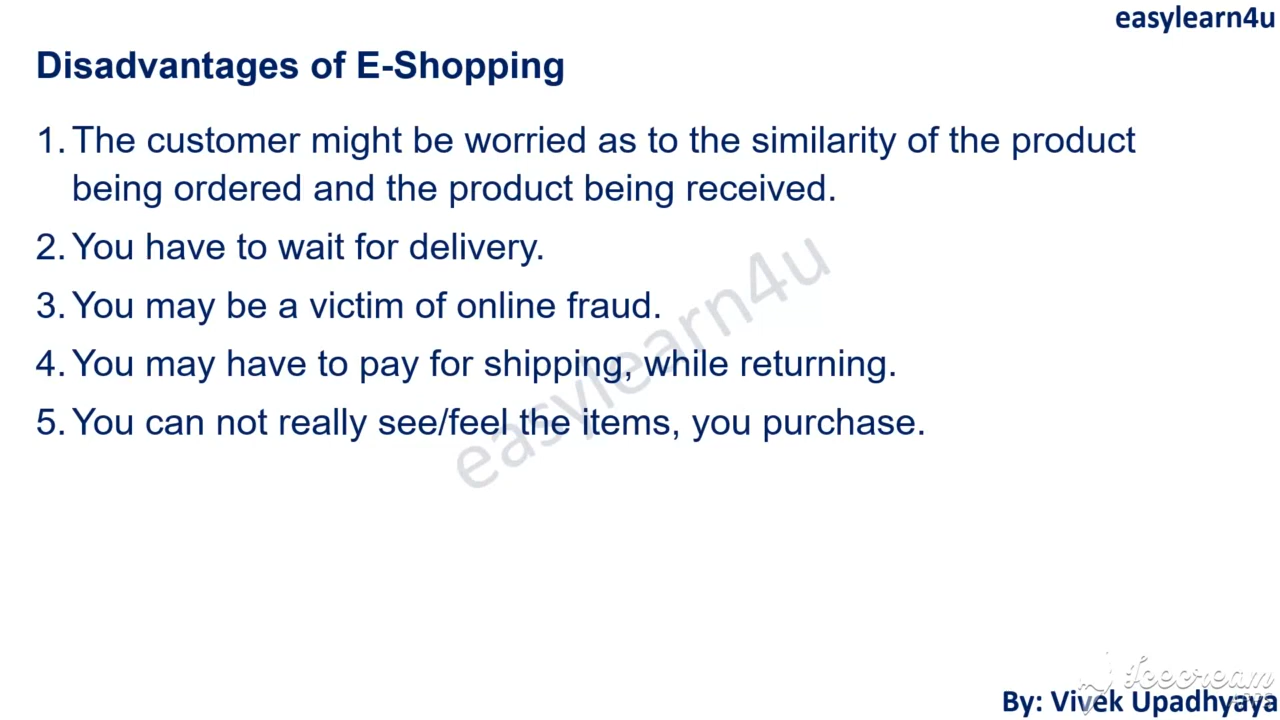 easylearn4u
Disadvantages of E-Shopping
1. The customer might be worried as to the similarity of the product
being ordered and the product being received.
2. You have to wait for delivery.
3. You may be a victim of online fraud.
4. You may have to pay for shipping, while returning.
5. You can not really see/feel the items, you purchase.
easylearn4u
Icecream
APPS
By: Vivek Upadhyaya